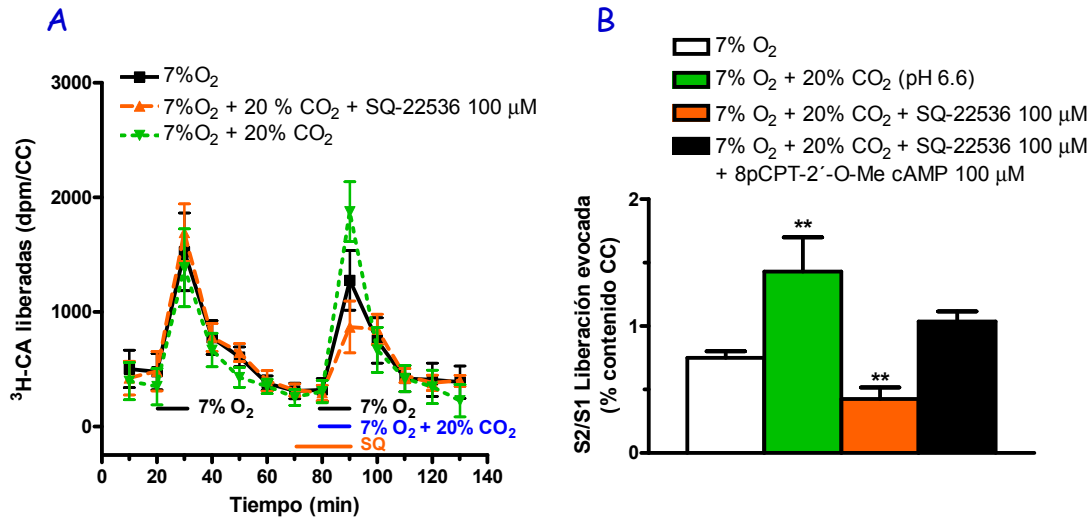 A
7%O₂
7%O₂ + 20 % CO₂ + SQ-22536 100 μM
7%O₂ + 20% CO₂
³H-CA liberadas (dpm/CC)
3000
2000
1000
0
7% O₂
7% O₂
7% O₂ + 20% CO₂
SQ
0 20 40 60 80 100 120 140
Tiempo (min)
B
7% O₂
7% O₂ + 20% CO₂ (pH 6.6)
7% O₂ + 20% CO₂ + SQ-22536 100 μM
7% O₂ + 20% CO₂ + SQ-22536 100 μM
+ 8pCPT-2´-O-Me cAMP 100 μM
S2/S1 Liberación evocada
(% contenido CC)
2
1
0
**
**